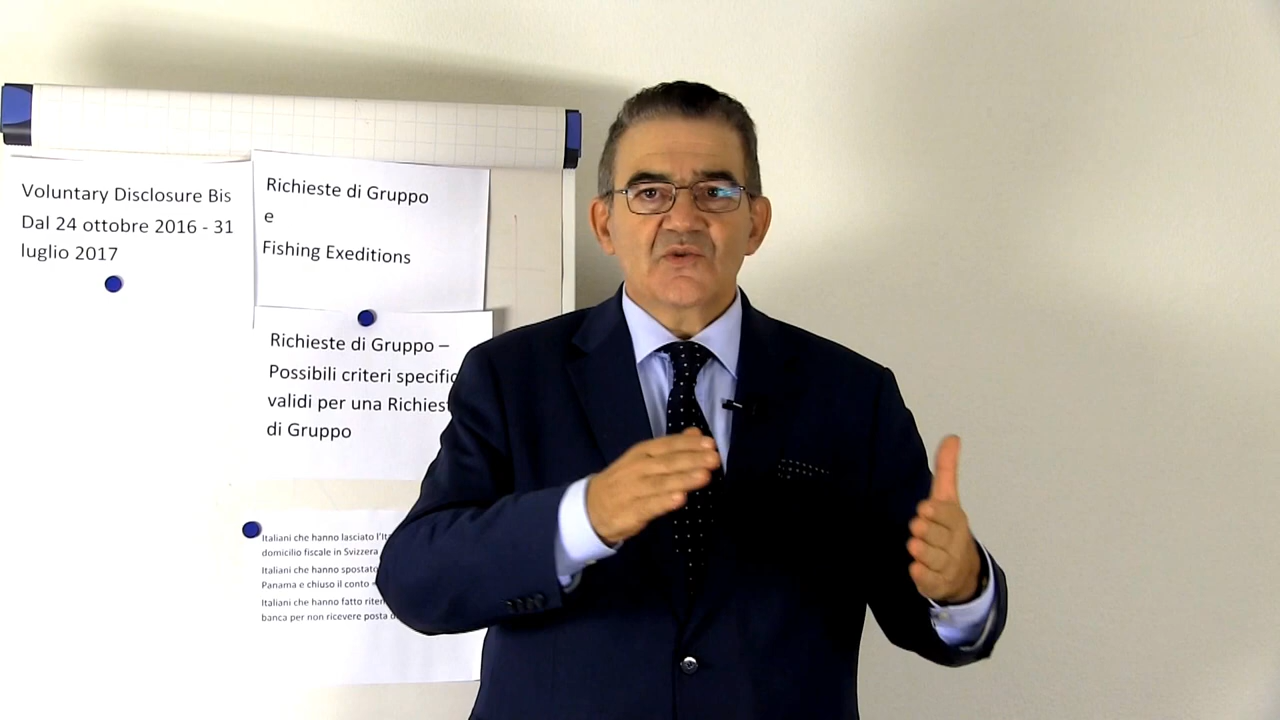 Voluntary Disclosure Bis
Dal 24 ottobre 2016 - 31
luglio 2017
Richieste di Gruppo
e
Fishing Exeditions
Richieste di Gruppo –
Possibili criteri specific
validi per una Richiest
di Gruppo
Italiani che hanno lasciato l'Ita
domicilio fiscale in Svizzera
Italiani che hanno spostato
Panama e chiuso il conto
Italiani che hanno fatto riten
banca per non ricevere posta